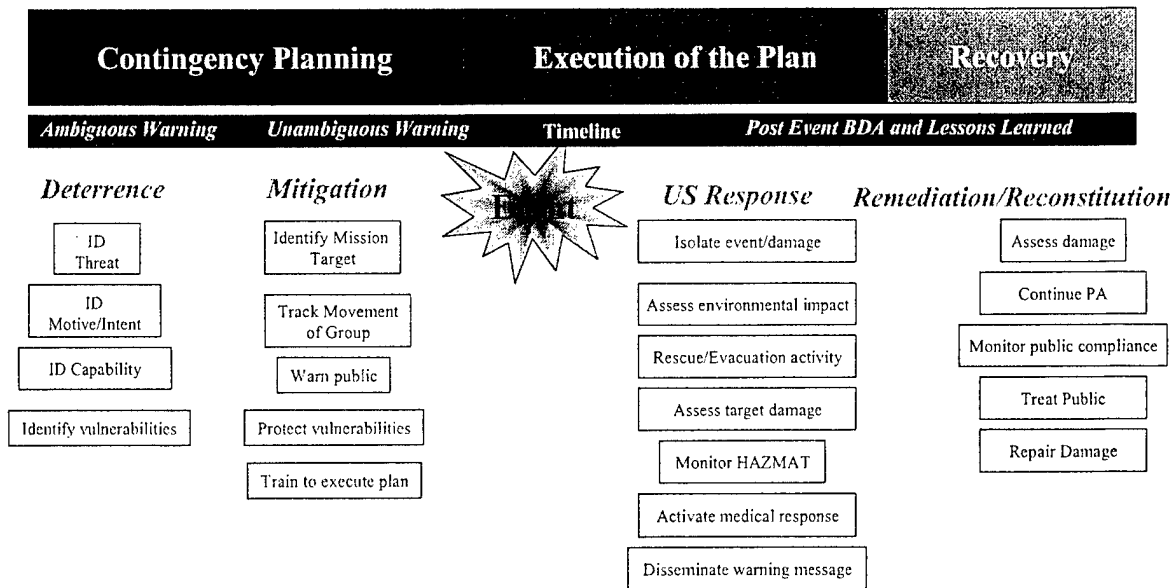 Contingency Planning
Execution of the Plan
Recovery
Ambiguous Warning
Unambiguous Warning
Timeline
Post Event BDA and Lessons Learned
Deterrence
ID
Threat
ID
Motive/Intent
ID Capability
Identify vulnerabilities
Mitigation
Identify Mission
Target
Track Movement
of Group
Warn public
Protect vulnerabilities
Train to execute plan
Event
US Response
Isolate event/damage
Assess environmental impact
Rescue/Evacuation activity
Assess target damage
Monitor HAZMAT
Activate medical response
Disseminate warning message
Remediation/Reconstitution
Assess damage
Continue PA
Monitor public compliance
Treat Public
Repair Damage